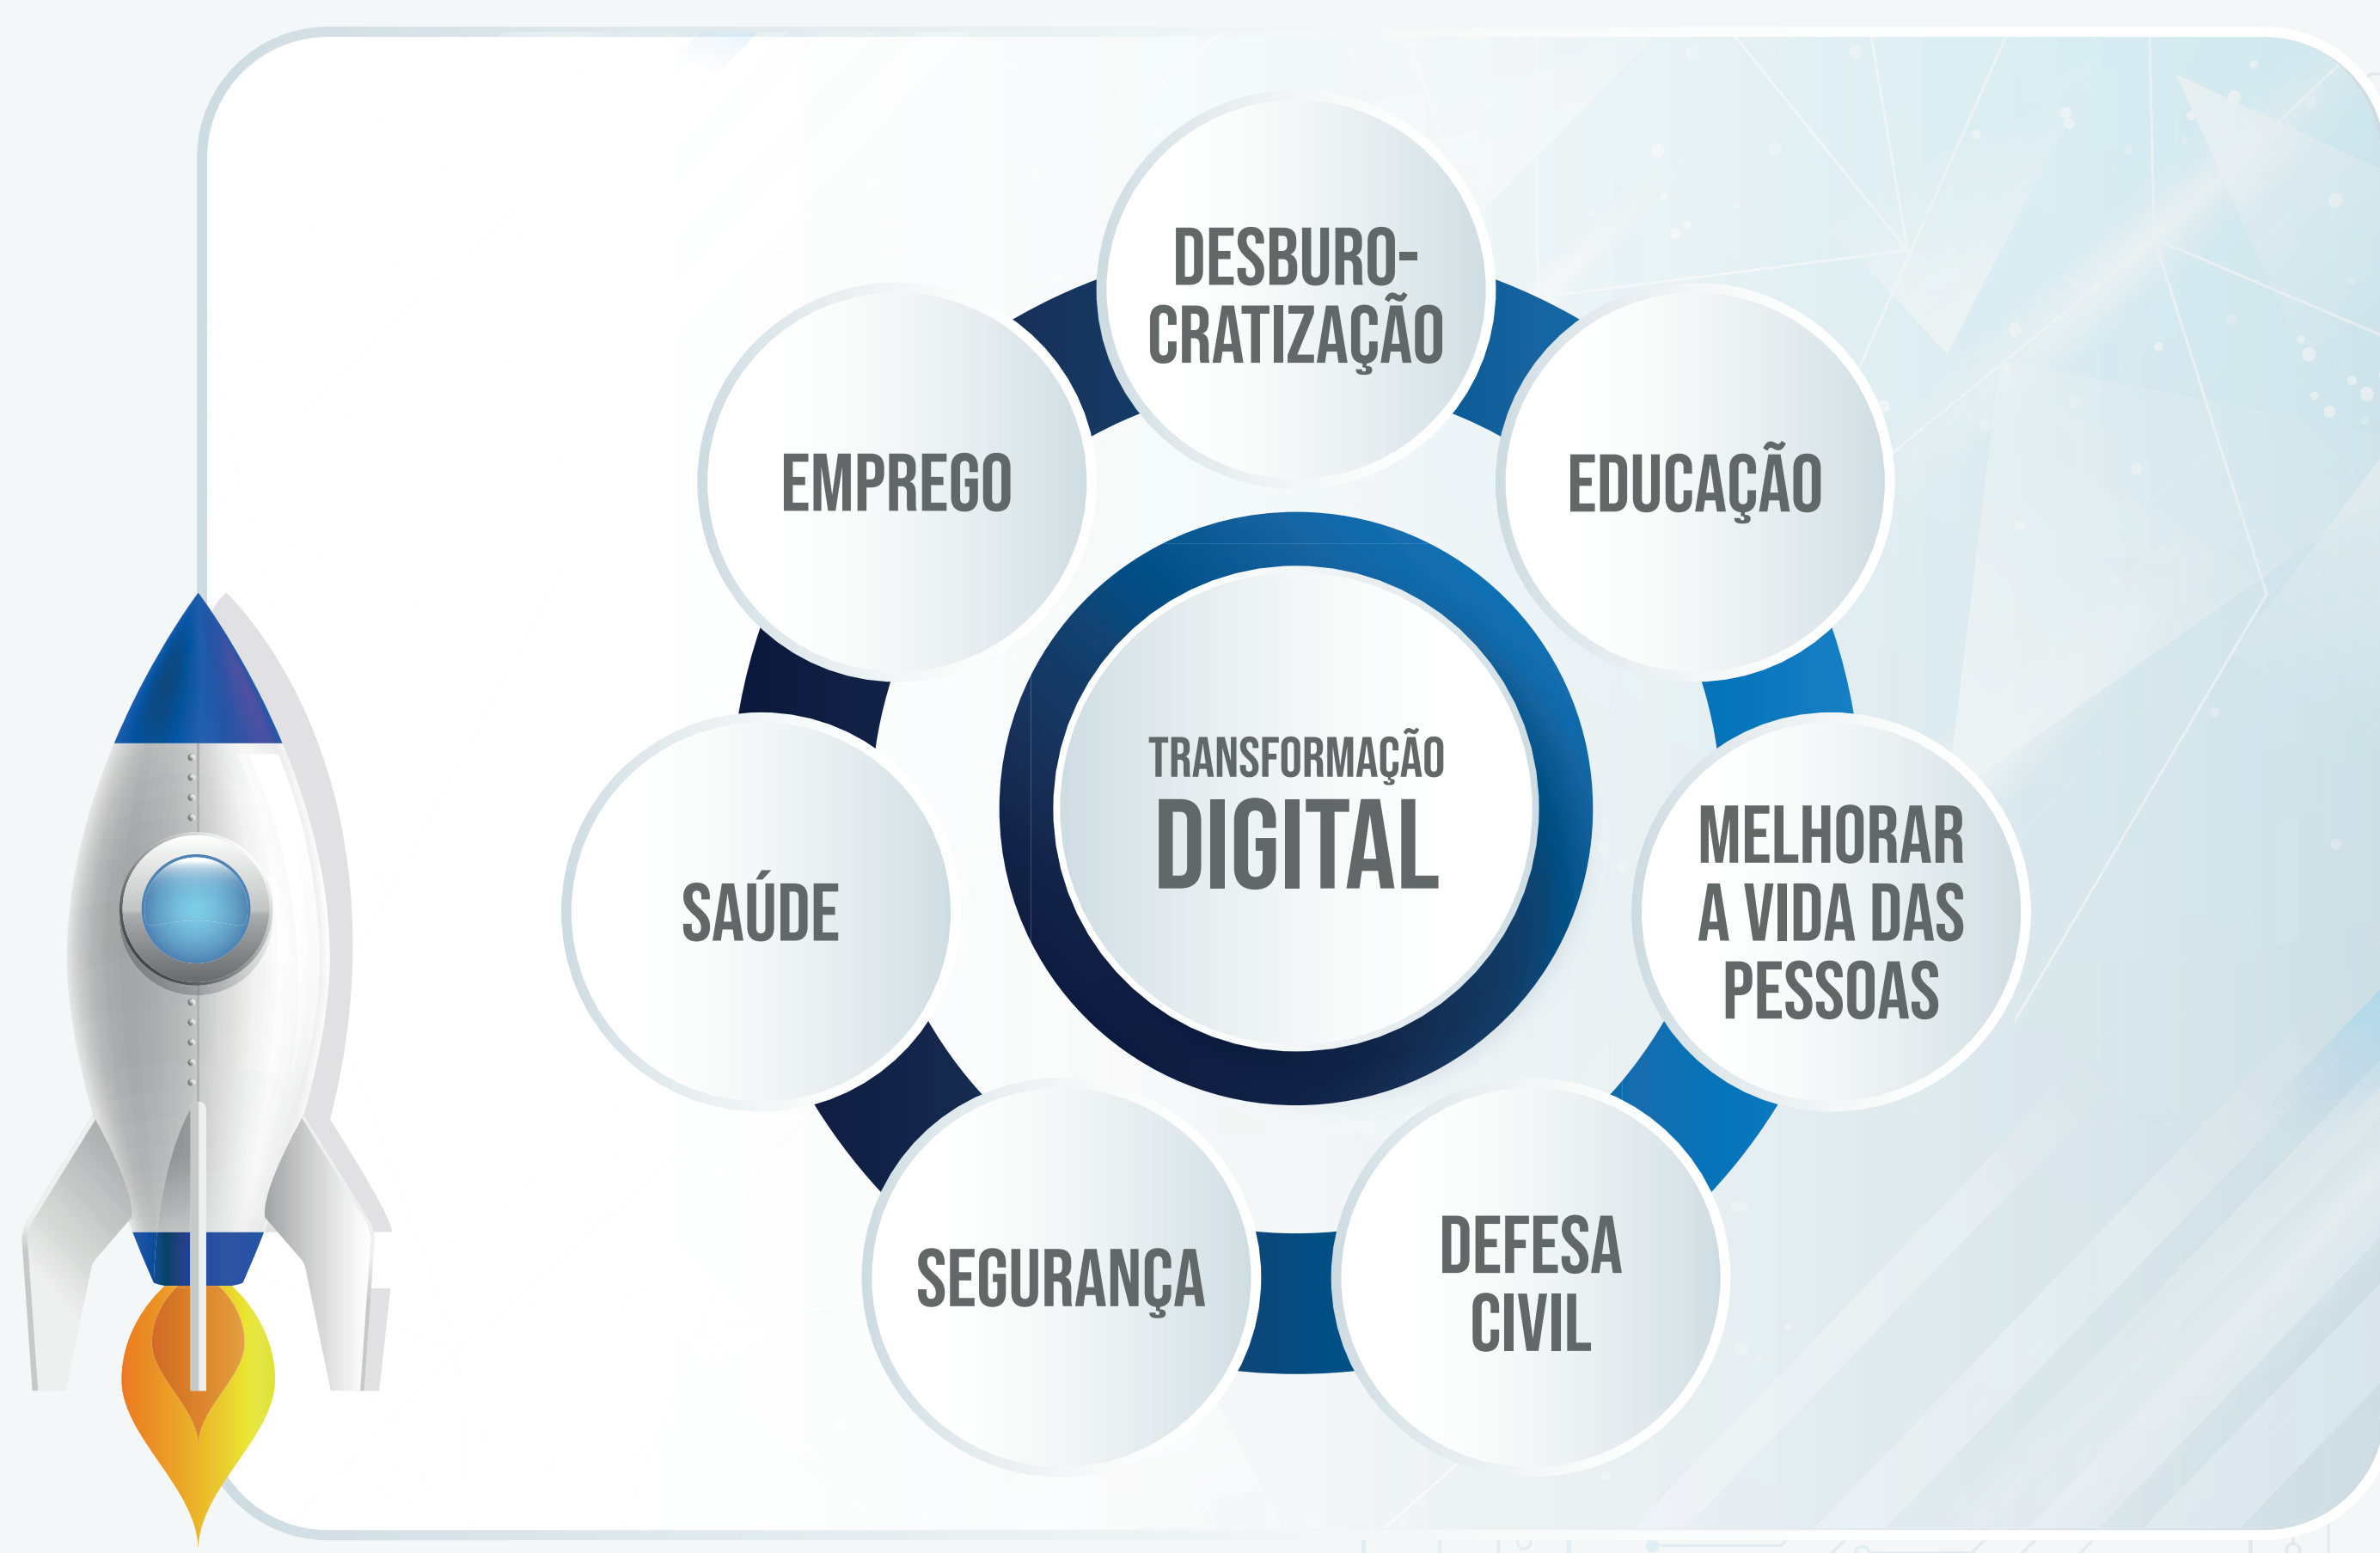 DESBURO-
CRATIZAÇÃO
EMPREGO
EDUCAÇÃO
TRANSFORMAÇÃO
DIGITAL
SAÚDE
MELHORAR
A VIDA DAS
PESSOAS
SEGURANÇA
DEFESA
CIVIL